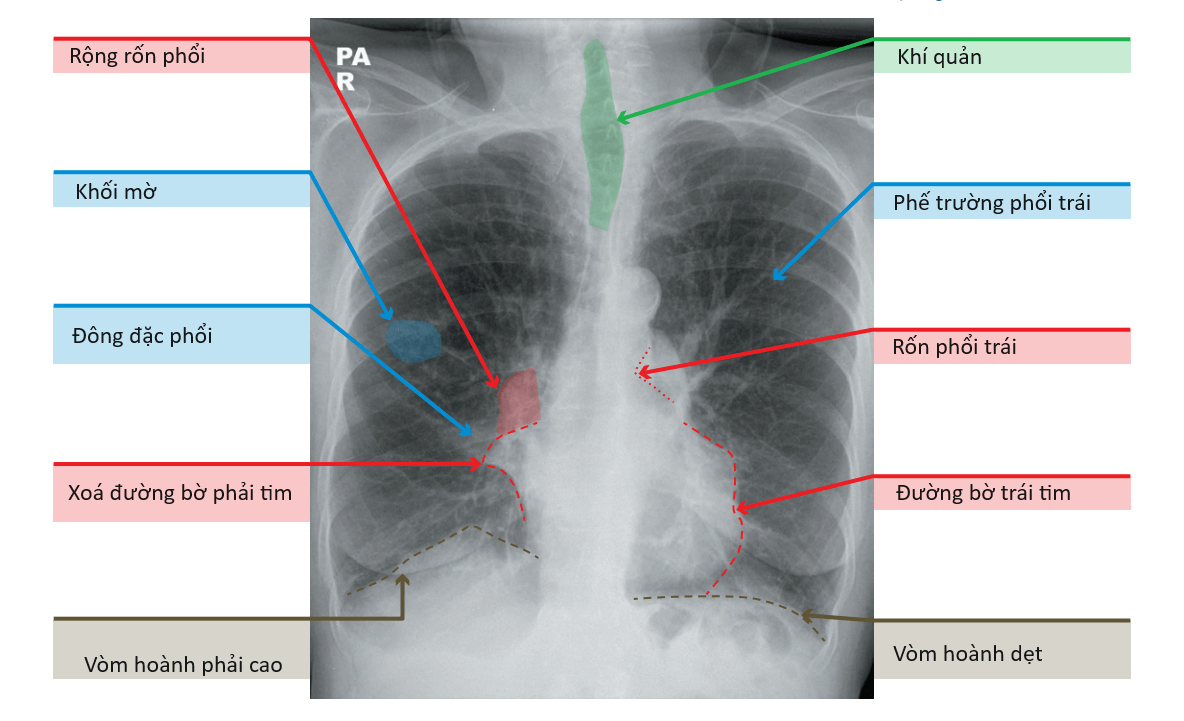 Rộng rốn phổi
Khối mờ
Đông đặc phổi
Xoá đường bờ phải tim
Vòm hoành phải cao
PA
R
Khí quản
Phế trường phổi trái
Rốn phổi trái
Đường bờ trái tim
Vòm hoành dẹt